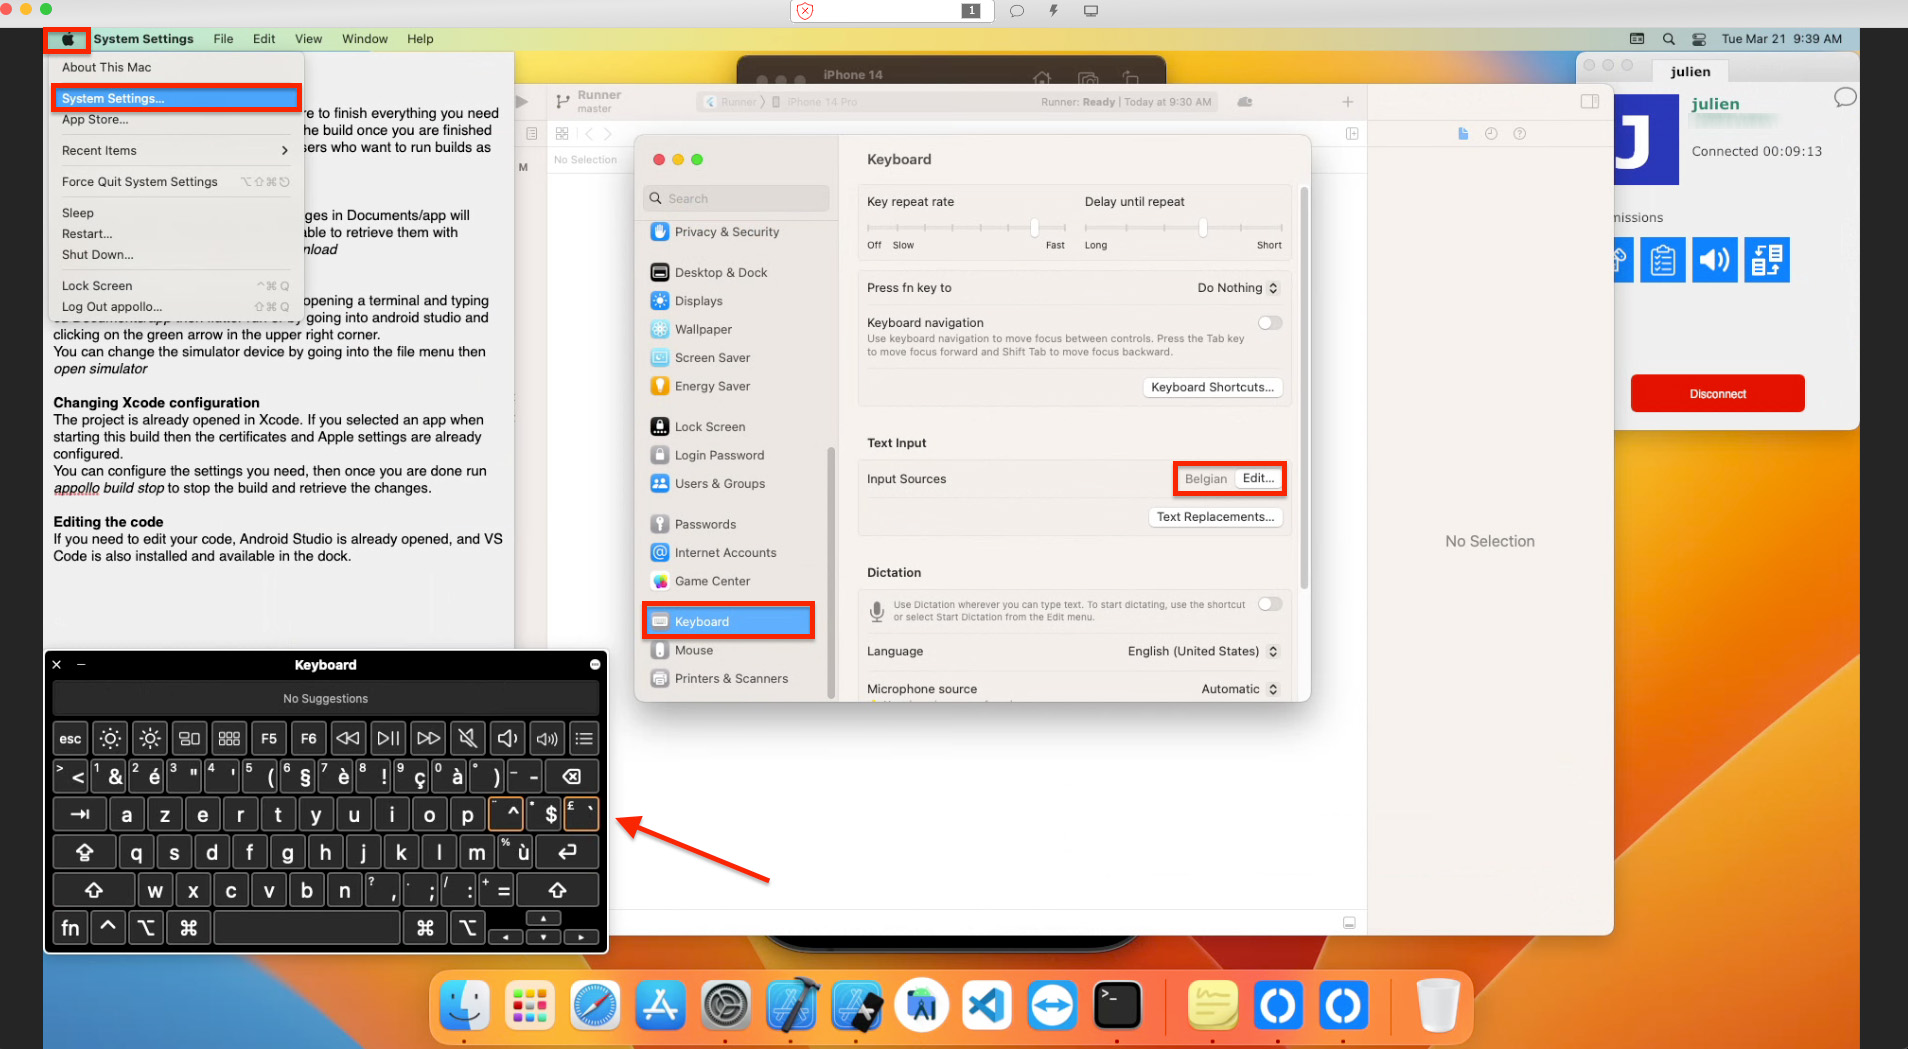 1
System Settings File Edit View Window Help
Tue Mar 21 9:39 AM
About This Mac
System Settings...
App Store...
Recent Items
Force Quit System Settings ⌥⇧⌘⎋
Sleep
Restart...
Shut Down...
Lock Screen ^⌘Q
Log Out appollo... ⇧⌘Q
re to finish everything you need
he build once you are finished
sers who want to run builds as
ges in Documents/app will
able to retrieve them with
nload
opening a terminal and typing
going into android studio and
clicking on the green arrow in the upper right corner.
You can change the simulator device by going into the file menu then
open simulator
Changing Xcode configuration
The project is already opened in Xcode. If you selected an app when
starting this build then the certificates and Apple settings are already
configured.
You can configure the settings you need, then once you are done run
appollo build stop to stop the build and retrieve the changes.
Editing the code
If you need to edit your code, Android Studio is already opened, and VS
Code is also installed and available in the dock.
iPhone 14
Runner
master
Runner iPhone 14 Pro
Runner: Ready | Today at 9:30 AM
No Selection
M
Search
Privacy & Security
Desktop & Dock
Displays
Wallpaper
Screen Saver
Energy Saver
Lock Screen
Login Password
Users & Groups
Passwords
Internet Accounts
Game Center
Keyboard
Mouse
Printers & Scanners
Keyboard
Key repeat rate
Off Slow Fast
Delay until repeat
Long Short
Press fn key to Do Nothing
Keyboard navigation
Use keyboard navigation to move focus between controls. Press the Tab key
to move focus forward and Shift Tab to move focus backward.
Keyboard Shortcuts...
Text Input
Input Sources Belgian Edit...
Text Replacements...
Dictation
Use Dictation wherever you can type text. To start dictating, use the shortcut
or select Start Dictation from the Edit menu.
Language English (United States)
Microphone source Automatic
No Selection
julien
julien
J
Connected 00:09:13
missions
Disconnect
Keyboard
No Suggestions
esc F5 F6
> < 1 & 2 é 3 " 4 ' 5 ( 6 § 7 è 8 ! 9 ç 0 à ° ) _ -
a z e r t y u i o p ¨ ^ * $ £ `
q s d f g h j k l m % ù
w x c v b n ? , . ; / : + =
fn ^ ⌥ ⌘ ⌘ ⌥